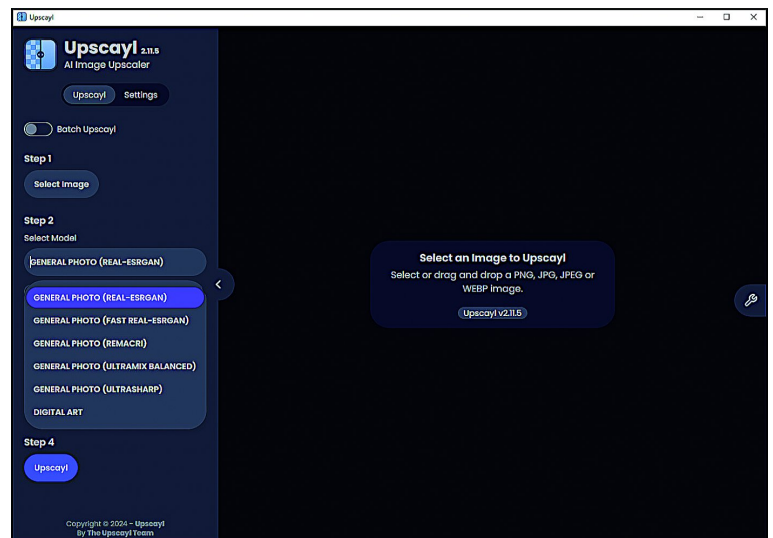 Upscayl
Upscayl 2.11.5
AI Image Upscaler
Upscayl Settings
Batch Upscayl
Step 1
Select Image
Step 2
Select Model
GENERAL PHOTO (REAL-ESRGAN)
GENERAL PHOTO (REAL-ESRGAN)
GENERAL PHOTO (FAST REAL-ESRGAN)
GENERAL PHOTO (REMACRI)
GENERAL PHOTO (ULTRAMIX BALANCED)
GENERAL PHOTO (ULTRASHARP)
DIGITAL ART
Step 4
Upscayl
Copyright © 2024 - Upscayl
By The Upscayl Team
Select an Image to Upscayl
Select or drag and drop a PNG, JPG, JPEG or
WEBP image.
Upscayl v2.11.5